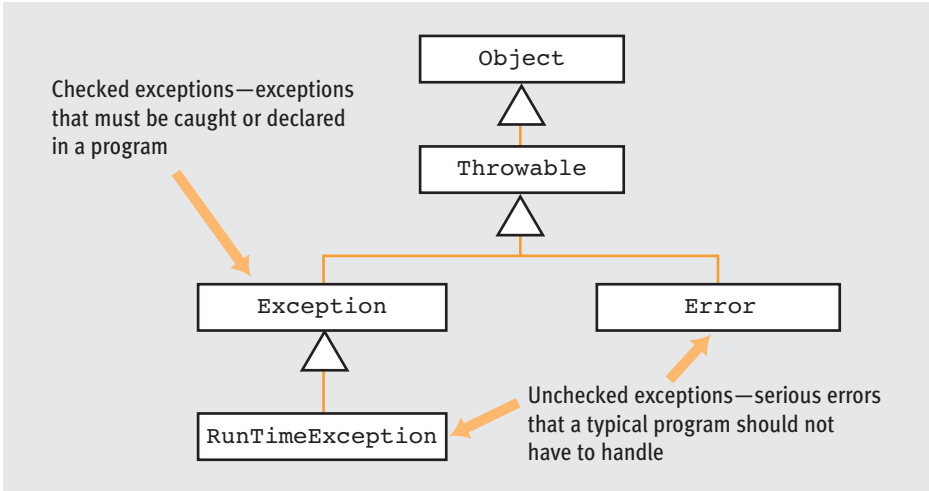 Object
Checked exceptions—exceptions
that must be caught or declared
in a program
Throwable
Exception
Error
Unchecked exceptions—serious errors
that a typical program should not
have to handle
RunTimeException